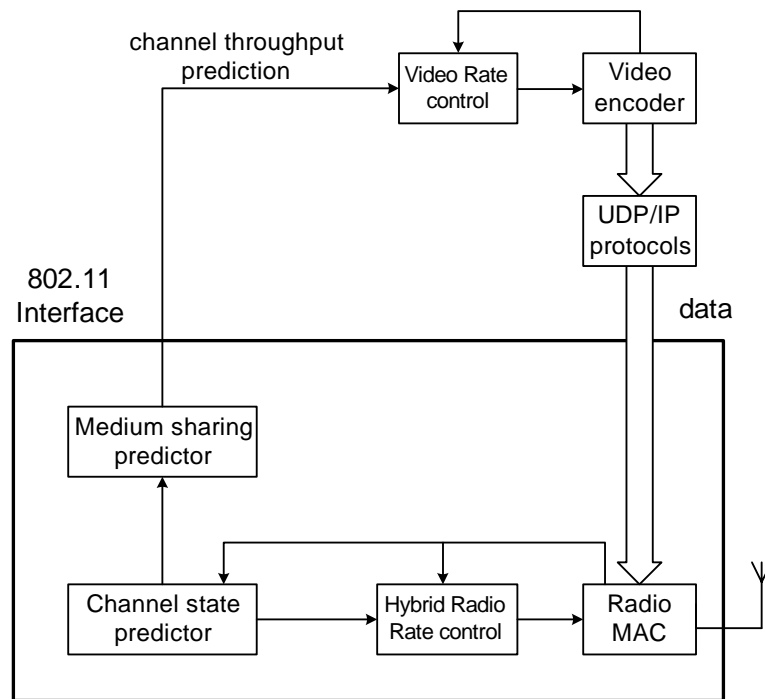 channel throughput
prediction
Video Rate
control
Video
encoder
UDP/IP
protocols
802.11
Interface
data
Medium sharing
predictor
Channel state
predictor
Hybrid Radio
Rate control
Radio
MAC